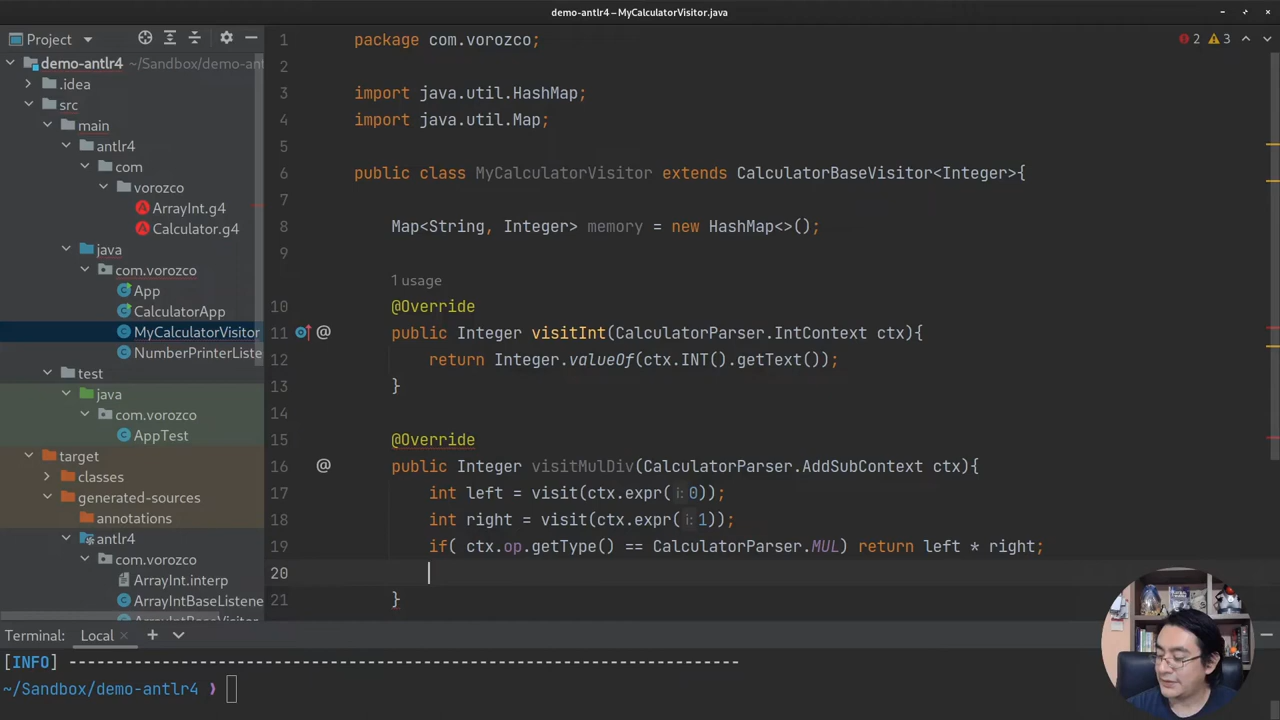 demo-antlr4 – MyCalculatorVisitor.java
Project
demo-antlr4 ~/Sandbox/demo-ant
.idea
src
main
antlr4
com
vorozco
ArrayInt.g4
Calculator.g4
java
com.vorozco
App
CalculatorApp
MyCalculatorVisitor
NumberPrinterListe
test
java
com.vorozco
AppTest
target
classes
generated-sources
annotations
antlr4
com.vorozco
ArrayInt.interp
ArrayIntBaseListene
ArrayIntBaseVisitor
2 3
1 package com.vorozco;
2
3 import java.util.HashMap;
4 import java.util.Map;
5
6 public class MyCalculatorVisitor extends CalculatorBaseVisitor<Integer>{
7
8 Map<String, Integer> memory = new HashMap<>();
9
1 usage
10 @Override
11 @ public Integer visitInt(CalculatorParser.IntContext ctx){
12 return Integer.valueOf(ctx.INT().getText());
13 }
14
15 @Override
16 @ public Integer visitMulDiv(CalculatorParser.AddSubContext ctx){
17 int left = visit(ctx.expr( i: 0));
18 int right = visit(ctx.expr( i: 1));
19 if( ctx.op.getType() == CalculatorParser.MUL) return left * right;
20
21 }
Terminal: Local × +
[INFO] ------------------------------------------------------------------------
~/Sandbox/demo-antlr4 ❯